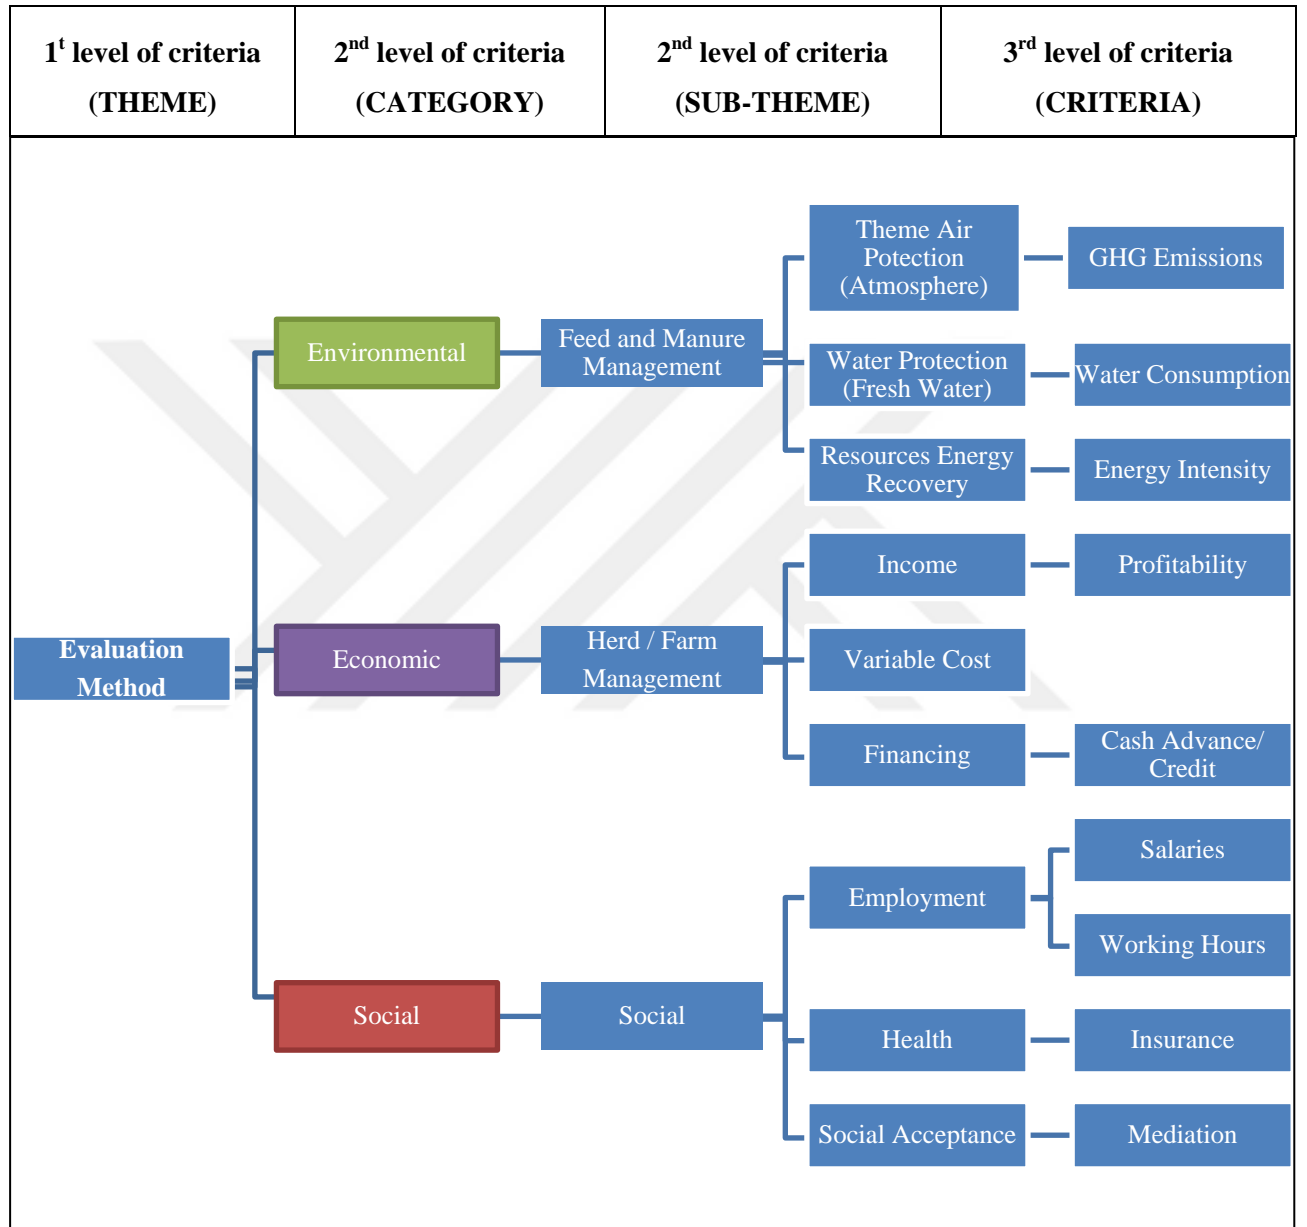 1t level of criteria
(THEME)
2nd level of criteria
(CATEGORY)
2nd level of criteria
(SUB-THEME)
3rd level of criteria
(CRITERIA)
Evaluation
Method
Environmental
Feed and Manure
Management
Theme Air
Potection
(Atmosphere)
GHG Emissions
Water Protection
(Fresh Water)
Water Consumption
Resources Energy
Recovery
Energy Intensity
Economic
Herd / Farm
Management
Income
Profitability
Variable Cost
Financing
Cash Advance/
Credit
Social
Social
Employment
Salaries
Working Hours
Health
Insurance
Social Acceptance
Mediation